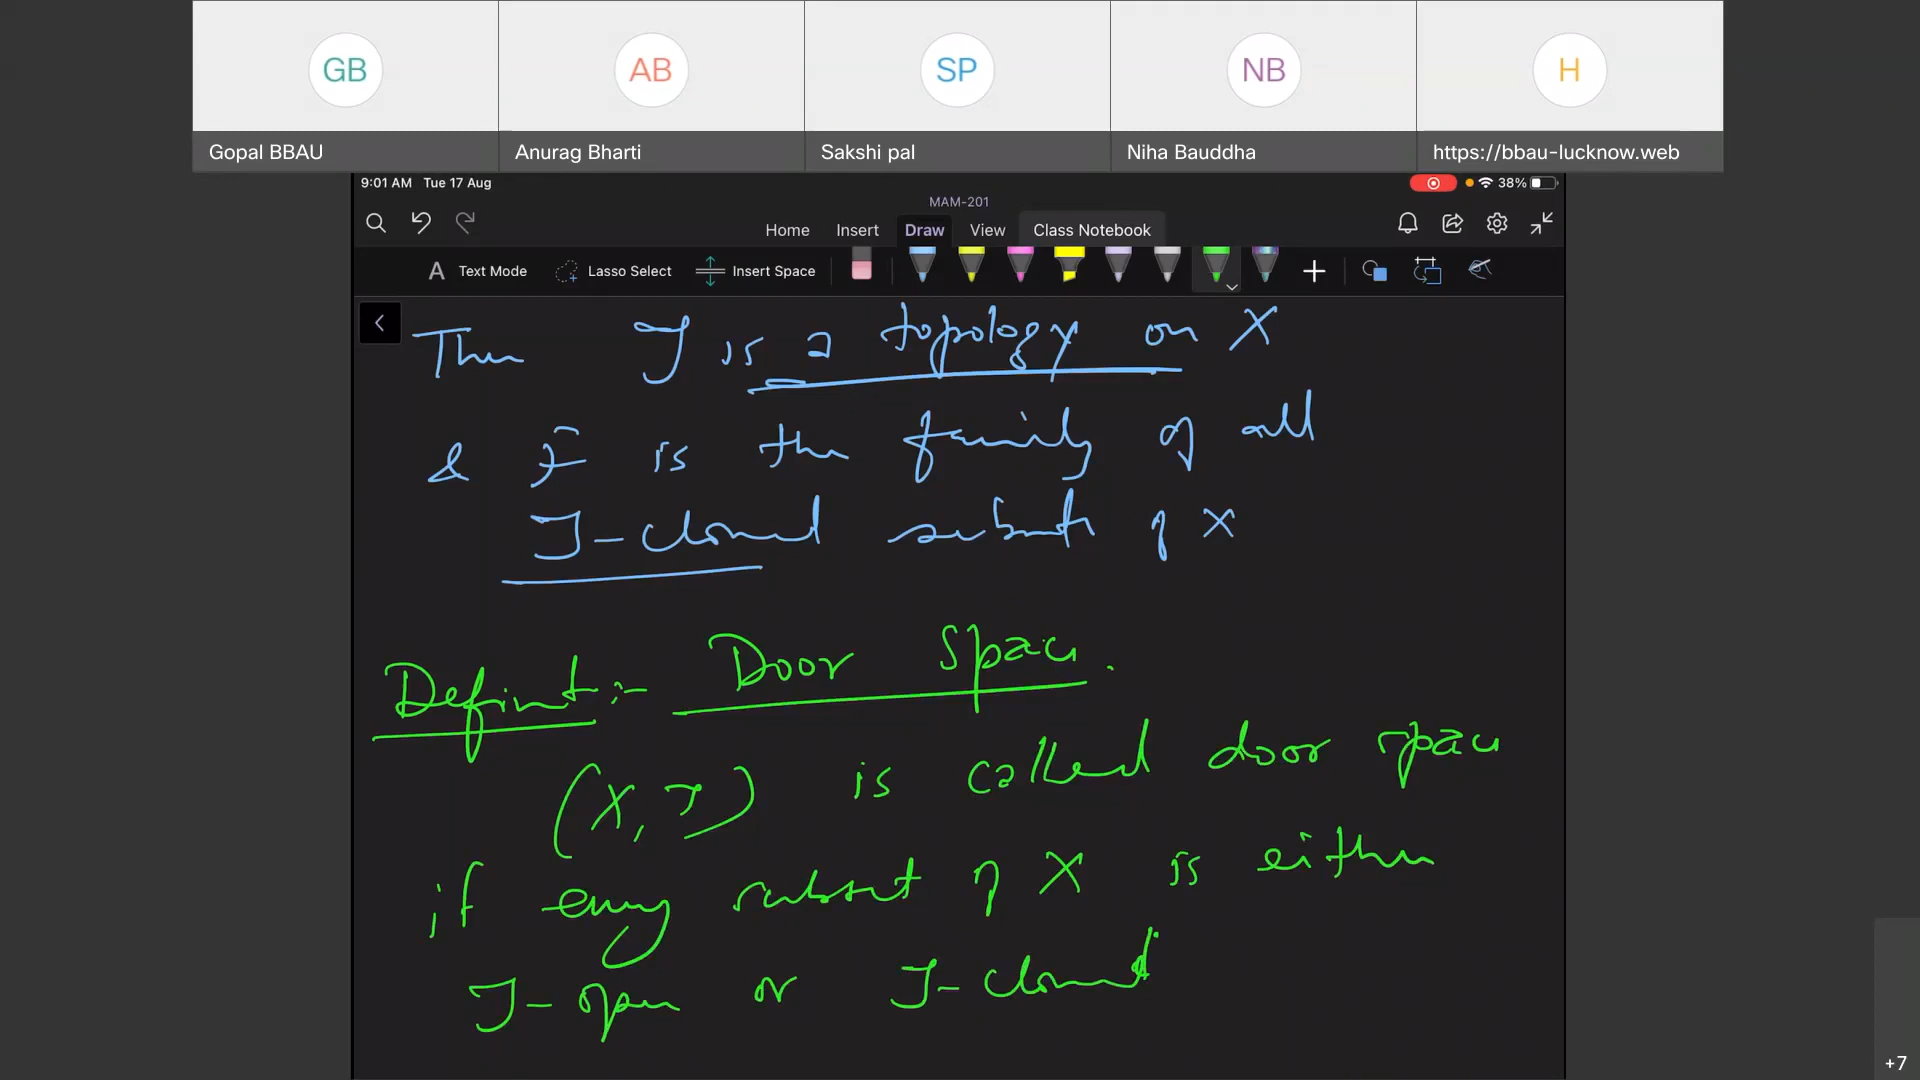 GB AB SP NB H
Gopal BBAU Anurag Bharti Sakshi pal Niha Bauddha https://bbau-lucknow.web
9:01 AM Tue 17 Aug 38%
MAM-201
Home Insert Draw View Class Notebook
A Text Mode Lasso Select Insert Space
Then J is a topology on X
& F is the family of all
J-closed subsets of X
Definit:- Door Space.
(X, J) is called door space
if every subset of X is either
J-open or J-closed
+7